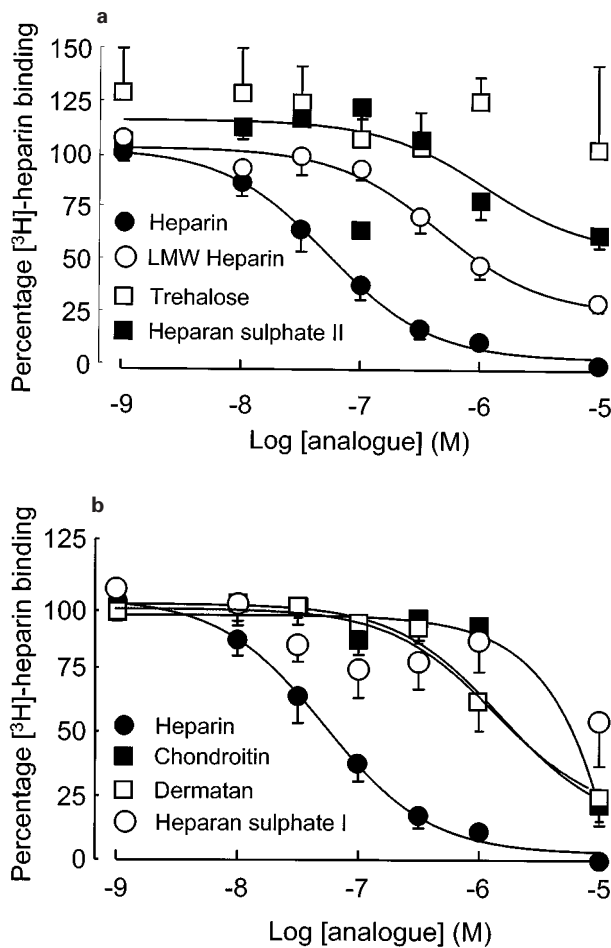 a
Percentage [³H]-heparin binding
150
125
100
75
50
25
0
Heparin
LMW Heparin
Trehalose
Heparan sulphate II
-9 -8 -7 -6 -5
Log [analogue] (M)
b
Percentage [³H]-heparin binding
125
100
75
50
25
0
Heparin
Chondroitin
Dermatan
Heparan sulphate I
-9 -8 -7 -6 -5
Log [analogue] (M)